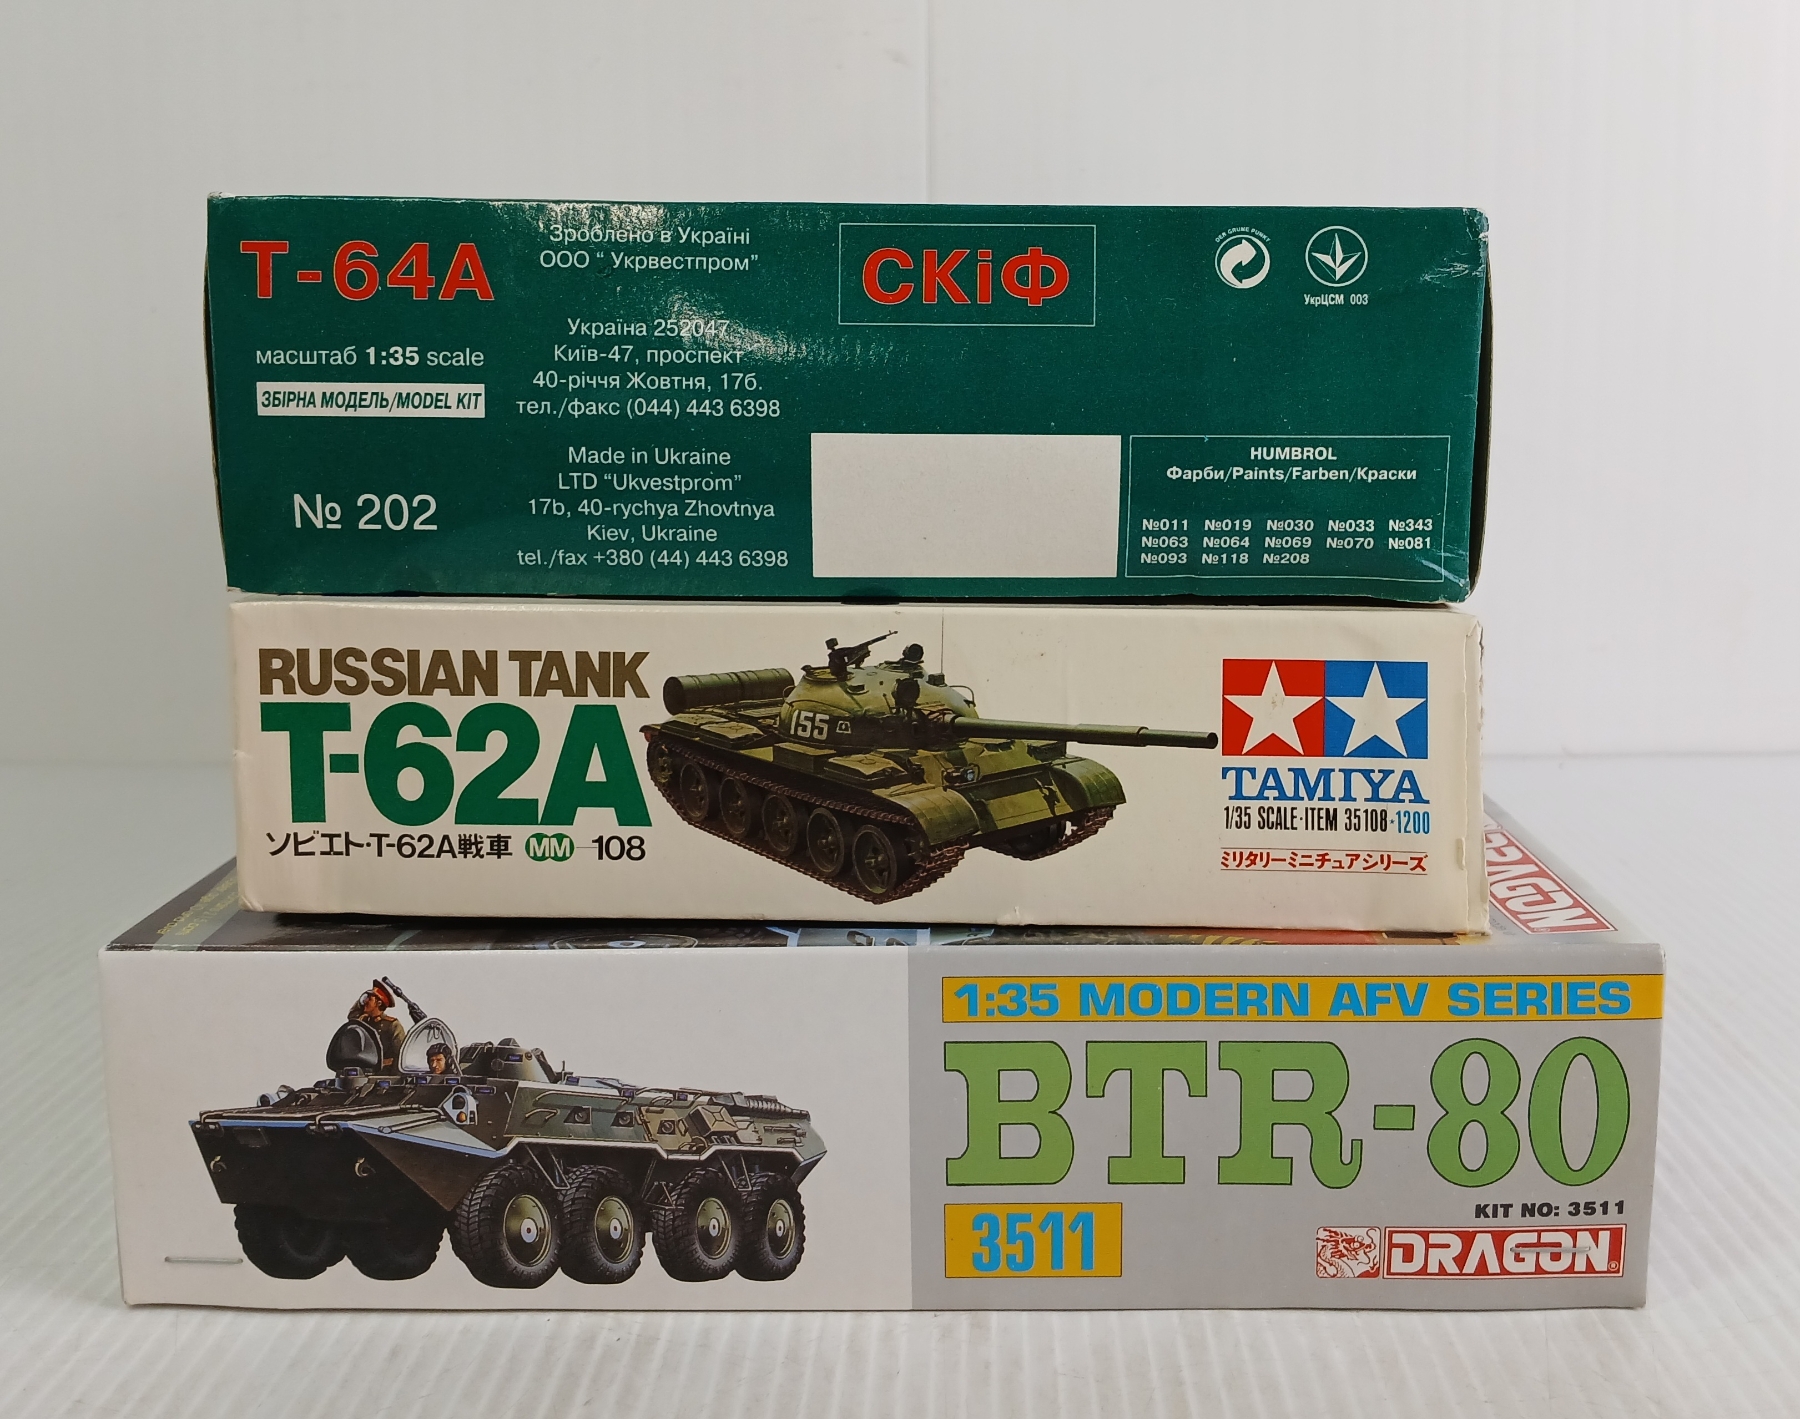 Т-64А
масштаб 1:35 scale
ЗБІРНА МОДЕЛЬ/MODEL KIT
№ 202
Зроблено в Україні
ООО “ Укрвестпром”
Україна 252047
Київ-47, проспект
40-річчя Жовтня, 17б.
тел./факс (044) 443 6398
Made in Ukraine
LTD “Ukvestprom”
17b, 40-rychya Zhovtnya
Kiev, Ukraine
tel./fax +380 (44) 443 6398
СКіФ
DER GRUNE PUNKT
УкрЦСМ 003
HUMBROL
Фарби/Paints/Farben/Краски
№011 №019 №030 №033 №343
№063 №064 №069 №070 №081
№093 №118 №208
RUSSIAN TANK
T-62A
ソビエト・T-62A戦車 MM 108
155
TAMIYA
1/35 SCALE・ITEM 35108・1200
ミリタリーミニチュアシリーズ
DRAGON
1:35 MODERN AFV SERIES
BTR-80
KIT NO: 3511
3511
DRAGON®